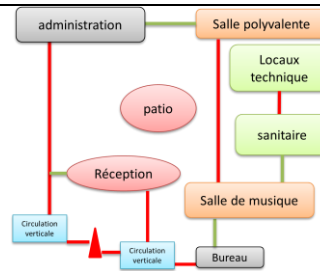 administration
Salle polyvalente
Locaux
technique
patio
sanitaire
Réception
Salle de musique
Circulation
verticale
Circulation
verticale
Bureau